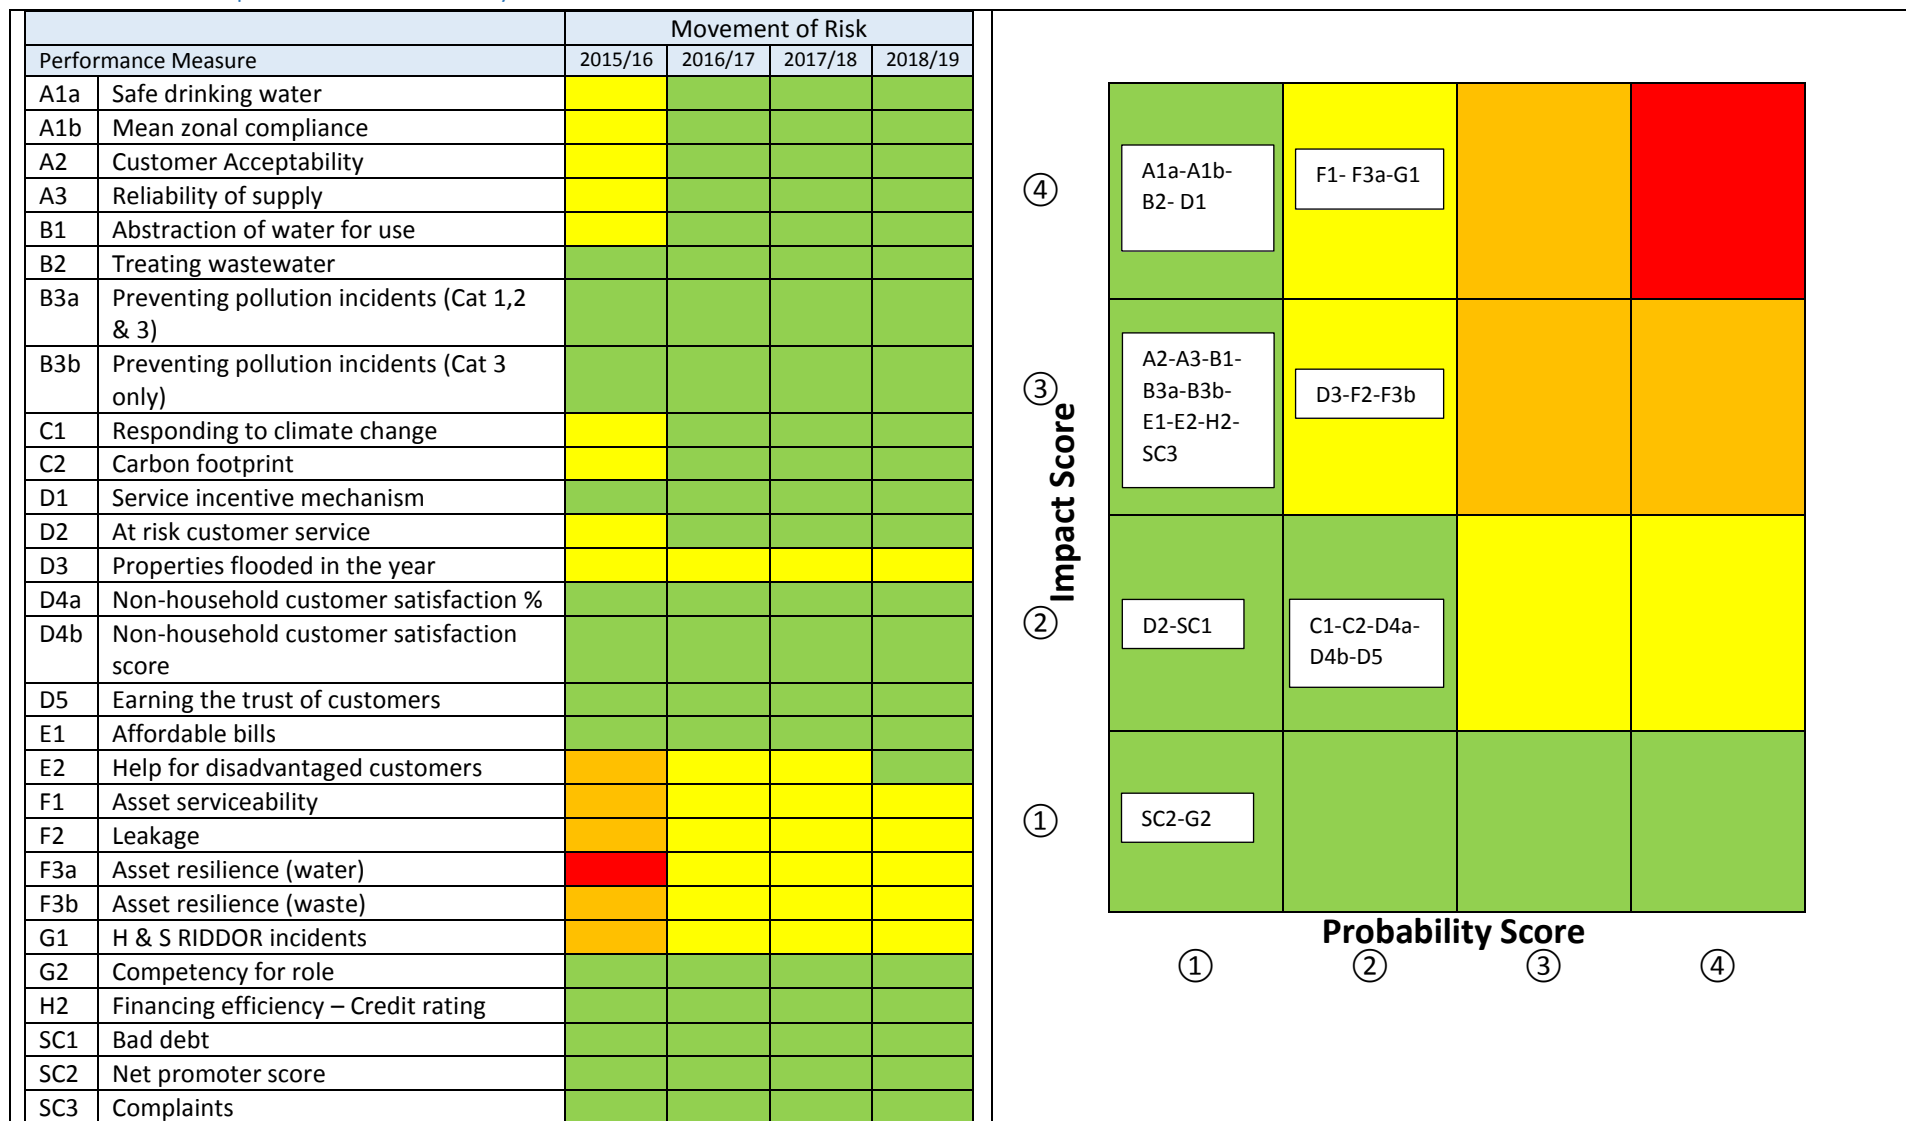 Movement of Risk
Performance Measure 2015/16 2016/17 2017/18 2018/19
A1a Safe drinking water
A1b Mean zonal compliance
A2 Customer Acceptability
A3 Reliability of supply
B1 Abstraction of water for use
B2 Treating wastewater
B3a Preventing pollution incidents (Cat 1,2
& 3)
B3b Preventing pollution incidents (Cat 3
only)
C1 Responding to climate change
C2 Carbon footprint
D1 Service incentive mechanism
D2 At risk customer service
D3 Properties flooded in the year
D4a Non-household customer satisfaction %
D4b Non-household customer satisfaction
score
D5 Earning the trust of customers
E1 Affordable bills
E2 Help for disadvantaged customers
F1 Asset serviceability
F2 Leakage
F3a Asset resilience (water)
F3b Asset resilience (waste)
G1 H & S RIDDOR incidents
G2 Competency for role
H2 Financing efficiency – Credit rating
SC1 Bad debt
SC2 Net promoter score
SC3 Complaints
Impact Score
④
A1a-A1b-
B2- D1
F1- F3a-G1
③
A2-A3-B1-
B3a-B3b-
E1-E2-H2-
SC3
D3-F2-F3b
②
D2-SC1
C1-C2-D4a-
D4b-D5
①
SC2-G2
Probability Score
① ② ③ ④